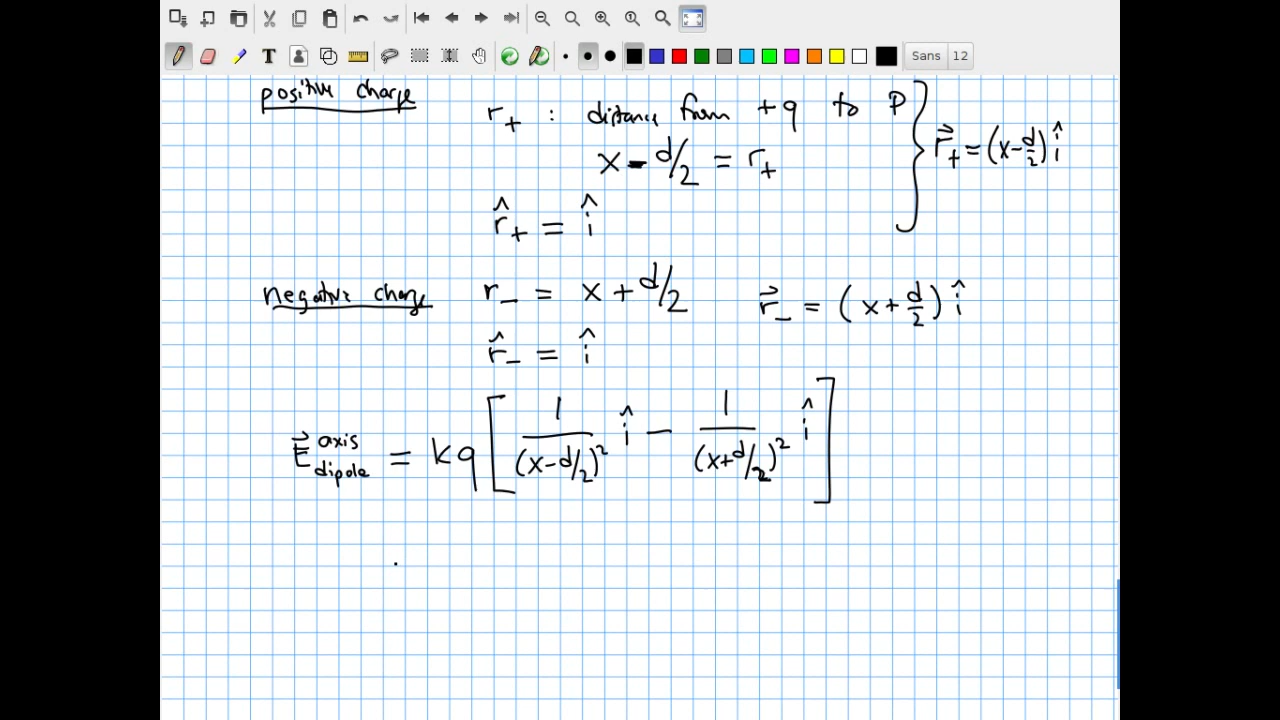 Sans 12
positive charge
r₊ : distance from +q to P
x - d/2 = r₊
r⃗₊ = (x - d/2) î
r̂₊ = î
negative charge r₋ = x + d/2 r⃗₋ = (x + d/2) î
r̂₋ = î
E⃗ axis dipole = kq [ 1/(x-d/2)² î - 1/(x+d/2)² î ]